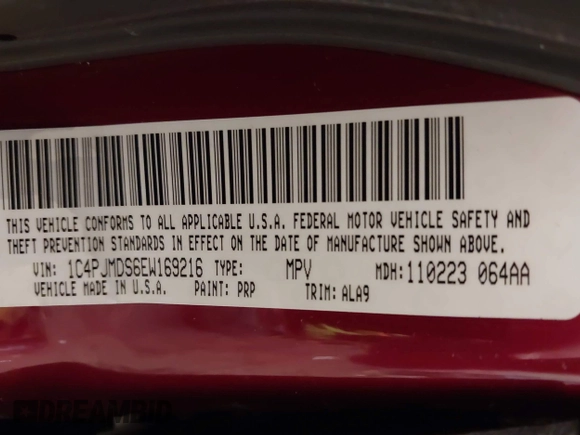 THIS VEHICLE CONFORMS TO ALL APPLICABLE U.S.A. FEDERAL MOTOR VEHICLE SAFETY AND
THEFT PREVENTION STANDARDS IN EFFECT ON THE DATE OF MANUFACTURE SHOWN ABOVE.
VIN: 1C4PJMDS6EW169216 TYPE: MPV MDH: 110223 064AA
VEHICLE MADE IN U.S.A. PAINT: PRP TRIM: ALA9
DREAMBID